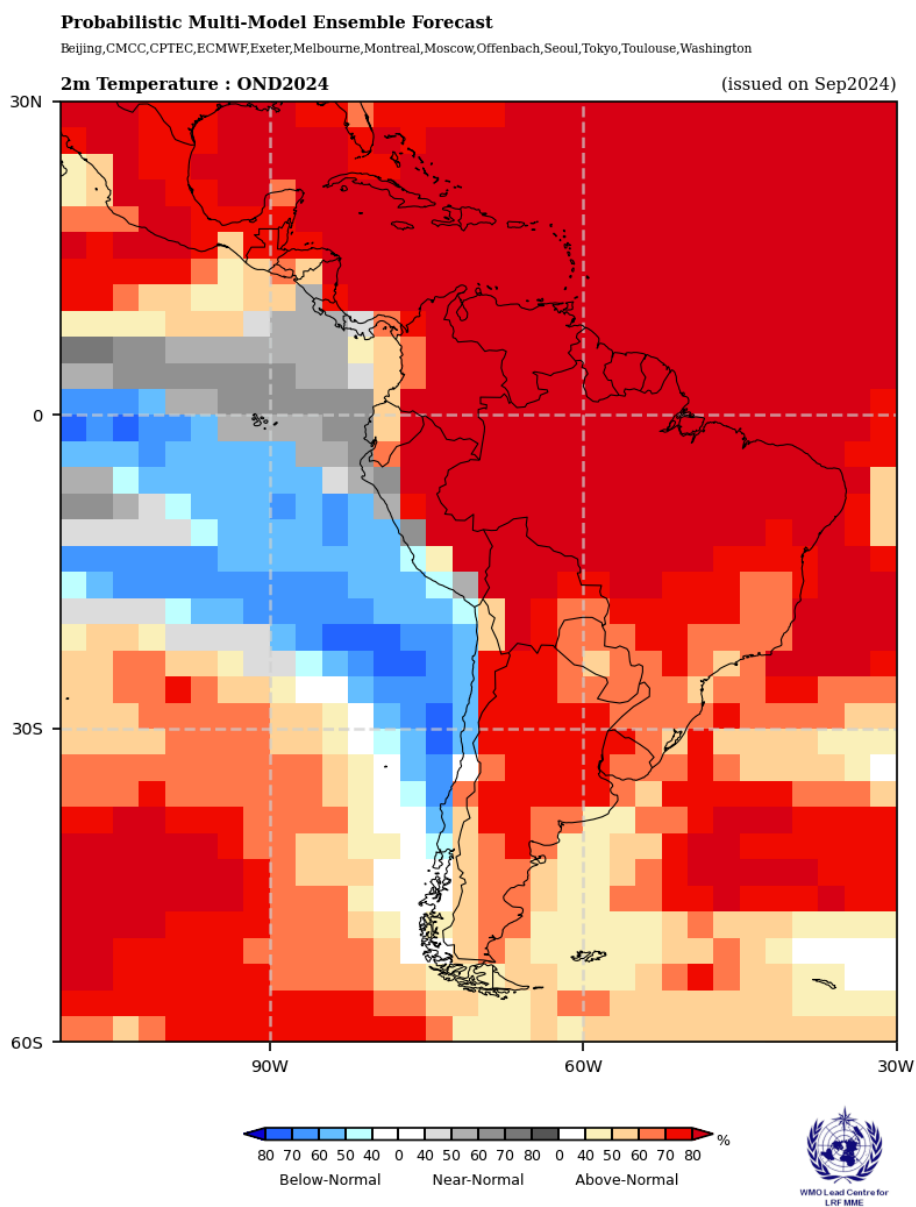 Probabilistic Multi-Model Ensemble Forecast
Beijing,CMCC,CPTEC,ECMWF,Exeter,Melbourne,Montreal,Moscow,Offenbach,Seoul,Tokyo,Toulouse,Washington
2m Temperature : OND2024 (issued on Sep2024)
30N
0
30S
60S
90W 60W 30W
%
80 70 60 50 40 0 40 50 60 70 80 0 40 50 60 70 80
Below-Normal Near-Normal Above-Normal
WMO Lead Centre for
LRF MME